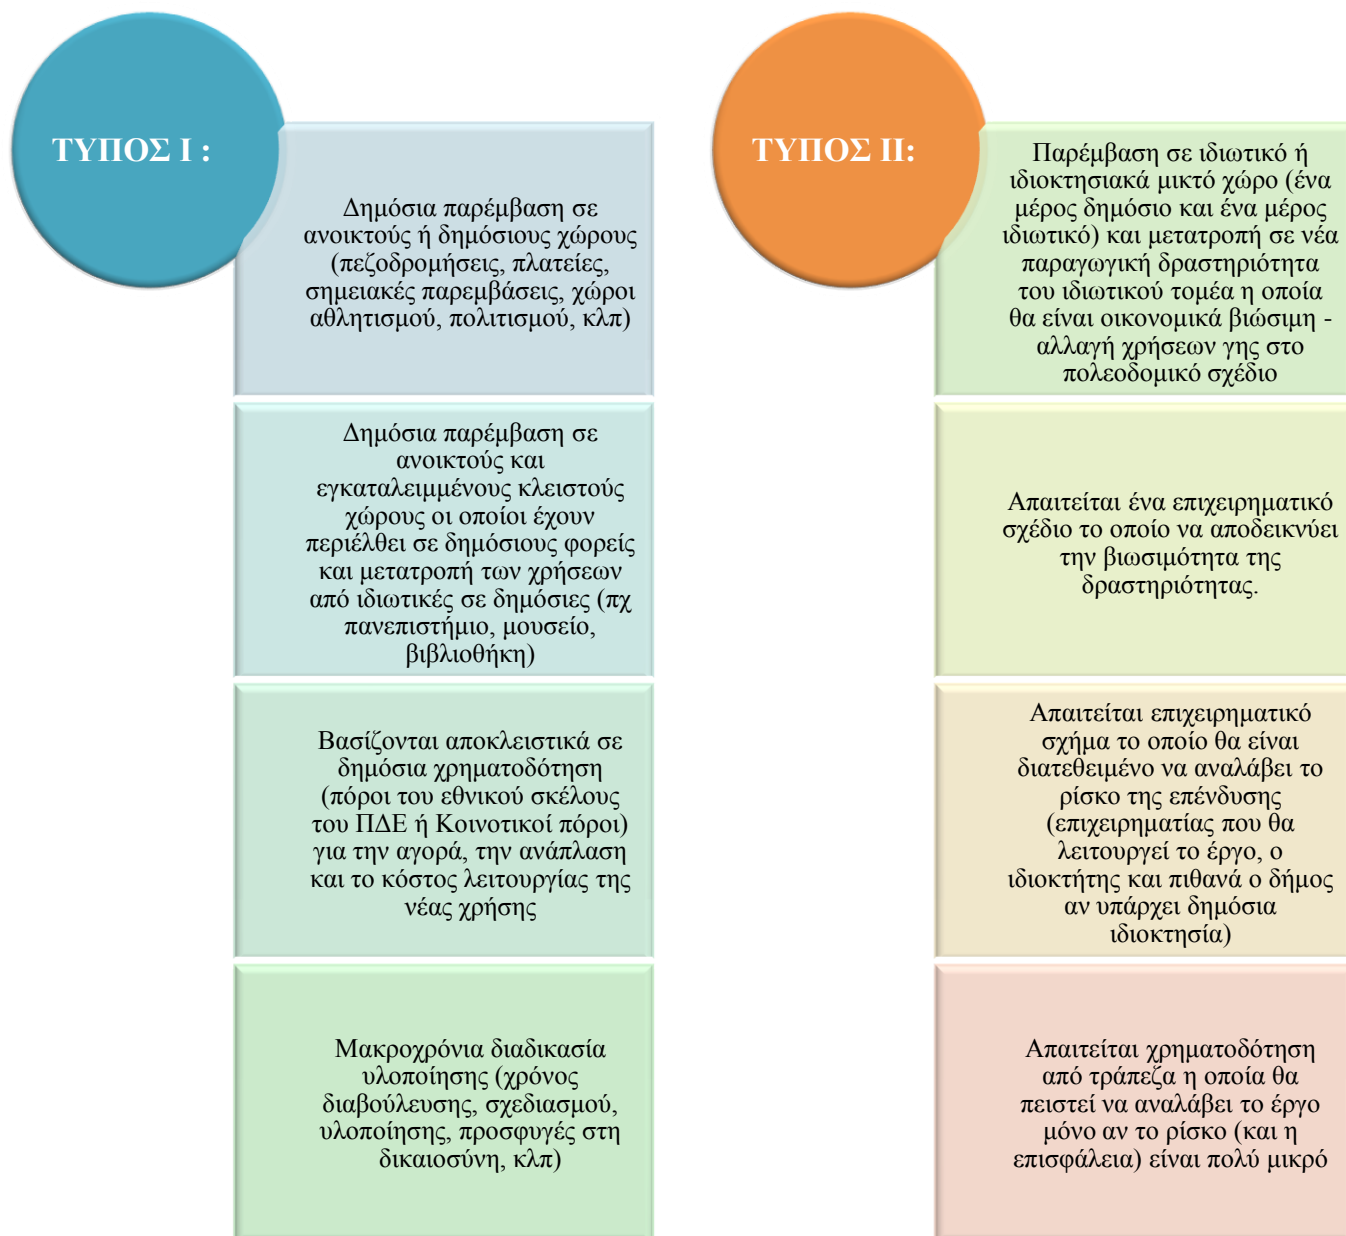 ΤΥΠΟΣ Ι :
Δημόσια παρέμβαση σε
ανοικτούς ή δημόσιους χώρους
(πεζοδρομήσεις, πλατείες,
σημειακές παρεμβάσεις, χώροι
αθλητισμού, πολιτισμού, κλπ)
Δημόσια παρέμβαση σε
ανοικτούς και
εγκαταλειμμένους κλειστούς
χώρους οι οποίοι έχουν
περιέλθει σε δημόσιους φορείς
και μετατροπή των χρήσεων
από ιδιωτικές σε δημόσιες (πχ
πανεπιστήμιο, μουσείο,
βιβλιοθήκη)
Βασίζονται αποκλειστικά σε
δημόσια χρηματοδότηση
(πόροι του εθνικού σκέλους
του ΠΔΕ ή Κοινοτικοί πόροι)
για την αγορά, την ανάπλαση
και το κόστος λειτουργίας της
νέας χρήσης
Μακροχρόνια διαδικασία
υλοποίησης (χρόνος
διαβούλευσης, σχεδιασμού,
υλοποίησης, προσφυγές στη
δικαιοσύνη, κλπ)
ΤΥΠΟΣ ΙΙ:
Παρέμβαση σε ιδιωτικό ή
ιδιοκτησιακά μικτό χώρο (ένα
μέρος δημόσιο και ένα μέρος
ιδιωτικό) και μετατροπή σε νέα
παραγωγική δραστηριότητα
του ιδιωτικού τομέα η οποία
θα είναι οικονομικά βιώσιμη -
αλλαγή χρήσεων γης στο
πολεοδομικό σχέδιο
Απαιτείται ένα επιχειρηματικό
σχέδιο το οποίο να αποδεικνύει
την βιωσιμότητα της
δραστηριότητας.
Απαιτείται επιχειρηματικό
σχήμα το οποίο θα είναι
διατεθειμένο να αναλάβει το
ρίσκο της επένδυσης
(επιχειρηματίας που θα
λειτουργεί το έργο, ο
ιδιοκτήτης και πιθανά ο δήμος
αν υπάρχει δημόσια
ιδιοκτησία)
Απαιτείται χρηματοδότηση
από τράπεζα η οποία θα
πειστεί να αναλάβει το έργο
μόνο αν το ρίσκο (και η
επισφάλεια) είναι πολύ μικρό